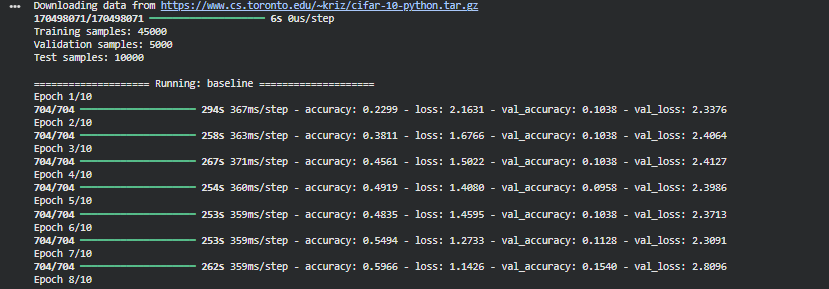 Downloading data from https://www.cs.toronto.edu/~kriz/cifar-10-python.tar.gz
170498071/170498071 ━━━━━━━━━━━━━━━━━━━━ 6s 0us/step
Training samples: 45000
Validation samples: 5000
Test samples: 10000
==================== Running: baseline ====================
Epoch 1/10
704/704 ━━━━━━━━━━━━━━━━━━━━ 294s 367ms/step - accuracy: 0.2299 - loss: 2.1631 - val_accuracy: 0.1038 - val_loss: 2.3376
Epoch 2/10
704/704 ━━━━━━━━━━━━━━━━━━━━ 258s 363ms/step - accuracy: 0.3811 - loss: 1.6766 - val_accuracy: 0.1038 - val_loss: 2.4064
Epoch 3/10
704/704 ━━━━━━━━━━━━━━━━━━━━ 267s 371ms/step - accuracy: 0.4561 - loss: 1.5022 - val_accuracy: 0.1038 - val_loss: 2.4127
Epoch 4/10
704/704 ━━━━━━━━━━━━━━━━━━━━ 254s 360ms/step - accuracy: 0.4919 - loss: 1.4080 - val_accuracy: 0.0958 - val_loss: 2.3986
Epoch 5/10
704/704 ━━━━━━━━━━━━━━━━━━━━ 253s 359ms/step - accuracy: 0.4835 - loss: 1.4595 - val_accuracy: 0.1038 - val_loss: 2.3713
Epoch 6/10
704/704 ━━━━━━━━━━━━━━━━━━━━ 253s 359ms/step - accuracy: 0.5494 - loss: 1.2733 - val_accuracy: 0.1128 - val_loss: 2.3091
Epoch 7/10
704/704 ━━━━━━━━━━━━━━━━━━━━ 262s 359ms/step - accuracy: 0.5966 - loss: 1.1426 - val_accuracy: 0.1540 - val_loss: 2.8096
Epoch 8/10